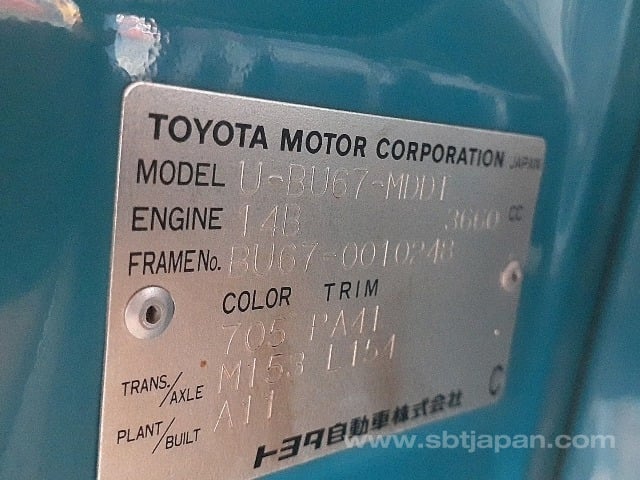 TOYOTA MOTOR CORPORATION JAPAN
MODEL U-BU67-MDDT
ENGINE 14B 3660 CC
FRAME No. BU67-0010248
COLOR TRIM
705 PA41
TRANS./AXLE M153 L154
PLANT/BUILT A11 C
トヨタ自動車株式会社
www.sbtjapan.com